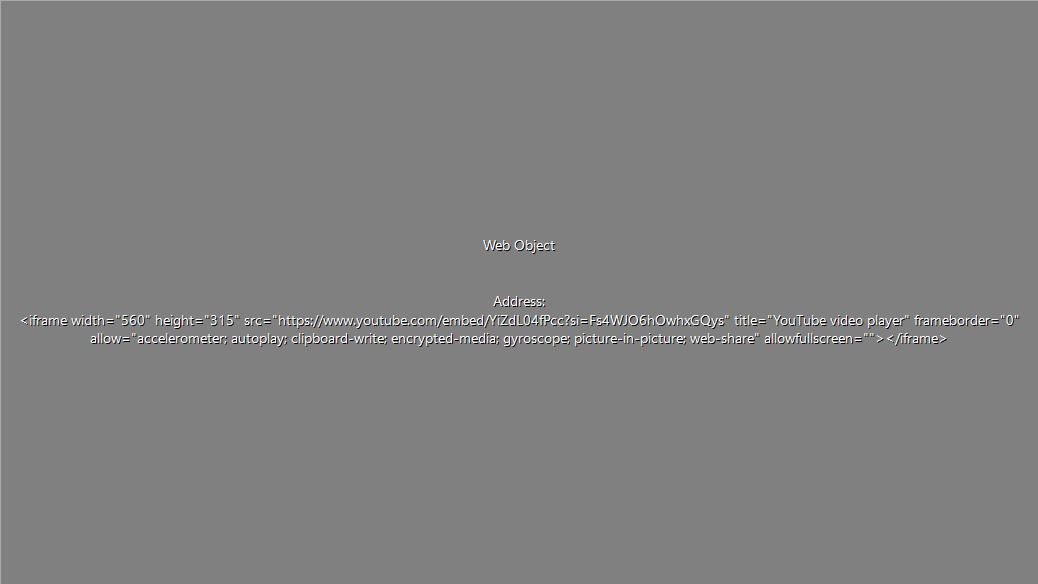 Web Object
Address:
<iframe width="560" height="315" src="https://www.youtube.com/embed/YiZdL04fPcc?si=Fs4WJO6hOwhxGQys" title="YouTube video player" frameborder="0"
allow="accelerometer; autoplay; clipboard-write; encrypted-media; gyroscope; picture-in-picture; web-share" allowfullscreen=""></iframe>